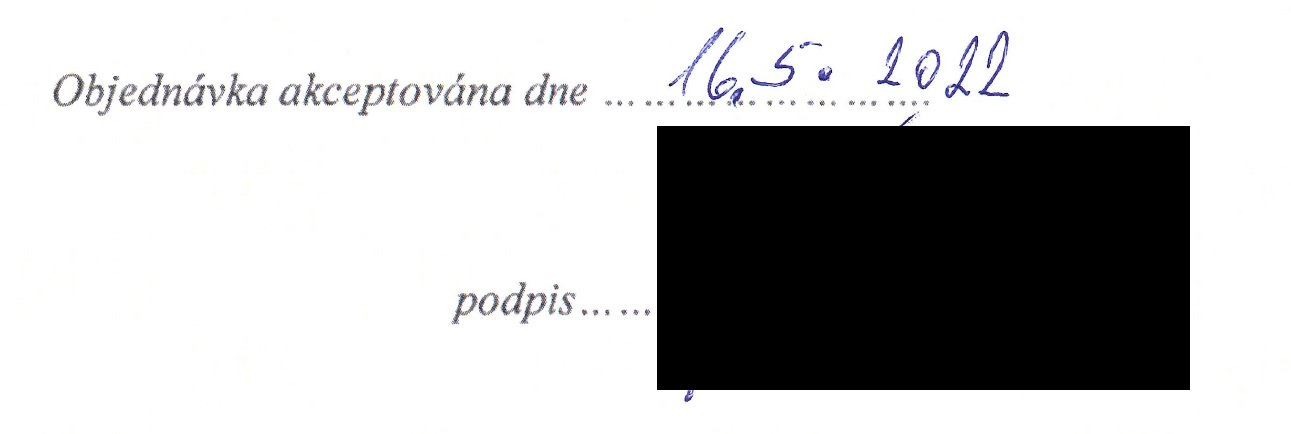 Objednávka akceptována dne ... 16.5. 2022
podpis......